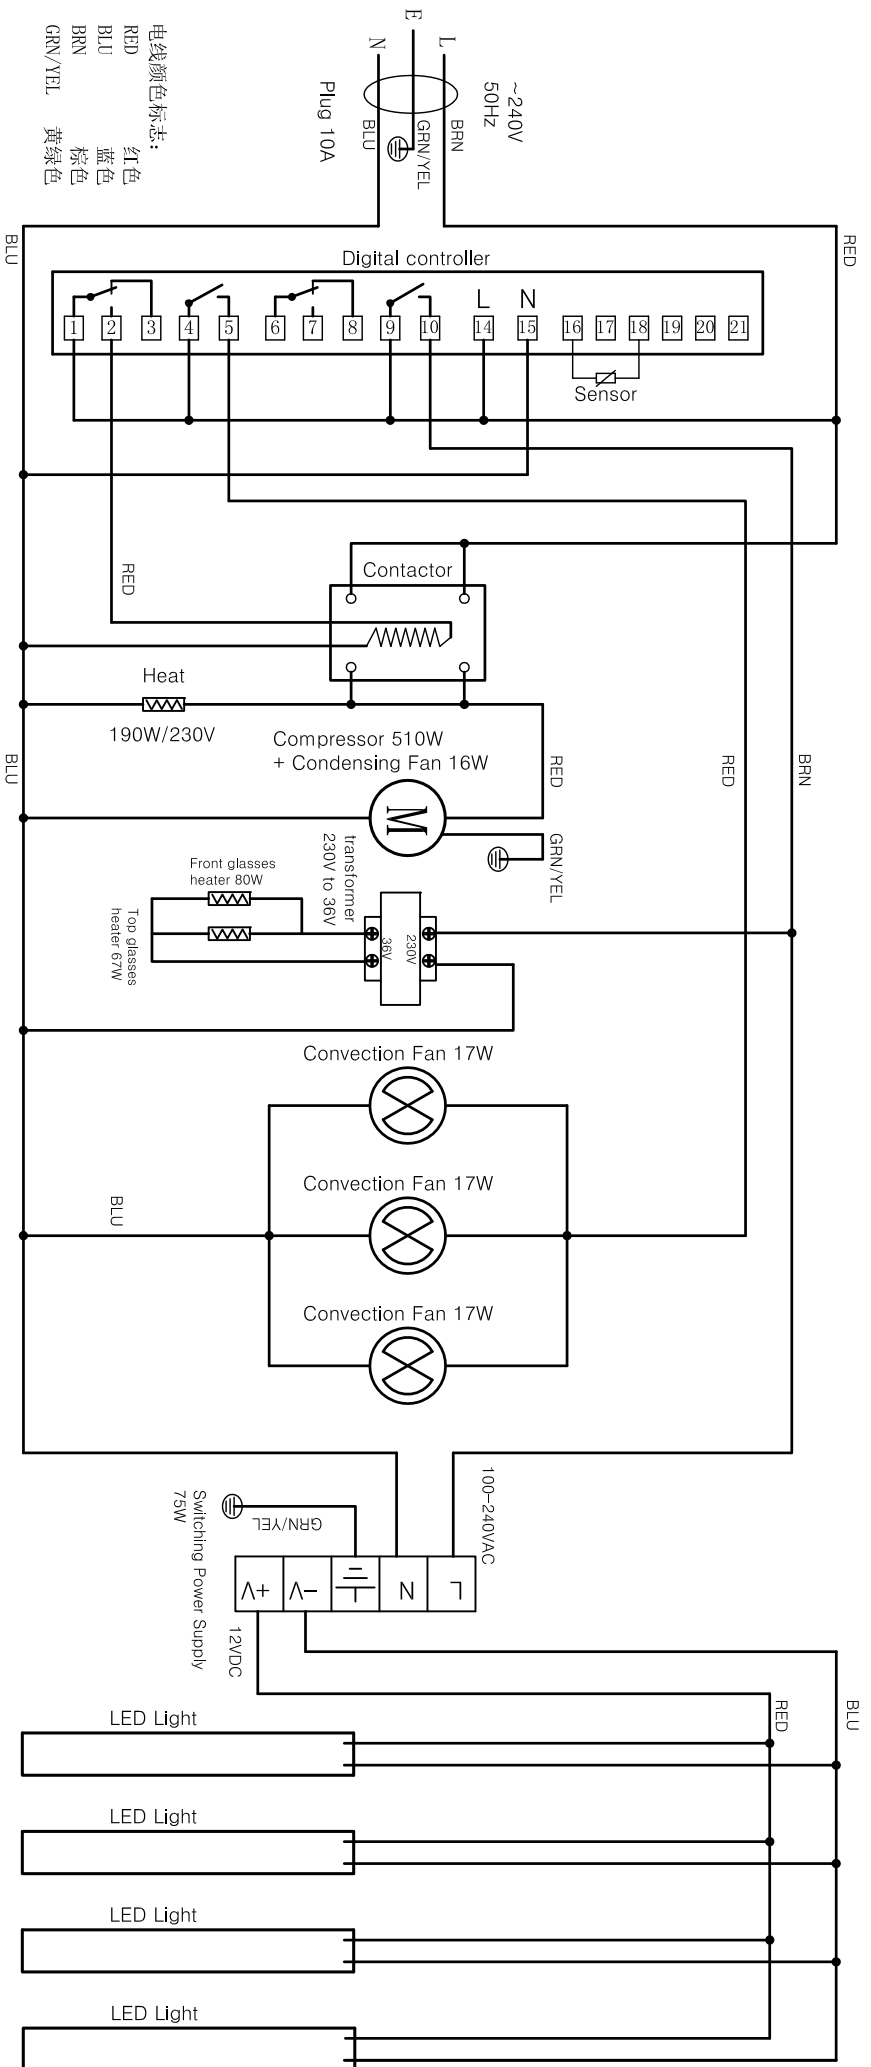 电线颜色标志：
RED 红色
BLU 蓝色
BRN 棕色
GRN/YEL 黄绿色
E
N
L
~240V
50Hz
Plug 10A
BRN
GRN/YEL
BLU
RED
BLU
Digital controller
L N
1 2 3 4 5 6 7 8 9 10 14 15 16 17 18 19 20 21
Sensor
RED
Contactor
Heat
190W/230V
Compressor 510W
+ Condensing Fan 16W
M
BLU
RED
RED
BRN
GRN/YEL
transformer
230V to 36V
Front glasses
heater 80W
Top glasses
heater 67W
36V
230V
Convection Fan 17W
Convection Fan 17W
BLU
Convection Fan 17W
100-240VAC
GRN/YEL
Switching Power Supply
75W
+V
-V
N
L
12VDC
RED
BLU
LED Light
LED Light
LED Light
LED Light